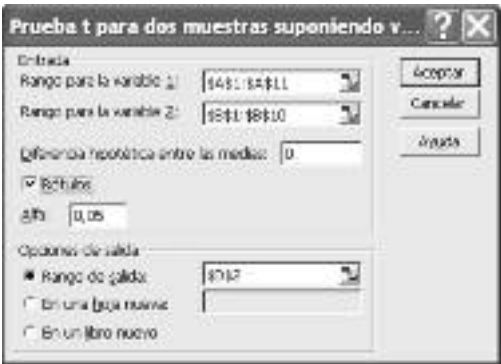 Prueba t para dos muestras suponiendo v... ? X
Entrada
Rango para la variable 1: $A$1:$A$11
Rango para la variable 2: $B$1:$B$10
Diferencia hipotética entre las medias: 0
Rótulos
Alfa: 0,05
Aceptar
Cancelar
Ayuda
Opciones de salida
Rango de salida:
En una hoja nueva:
En un libro nuevo